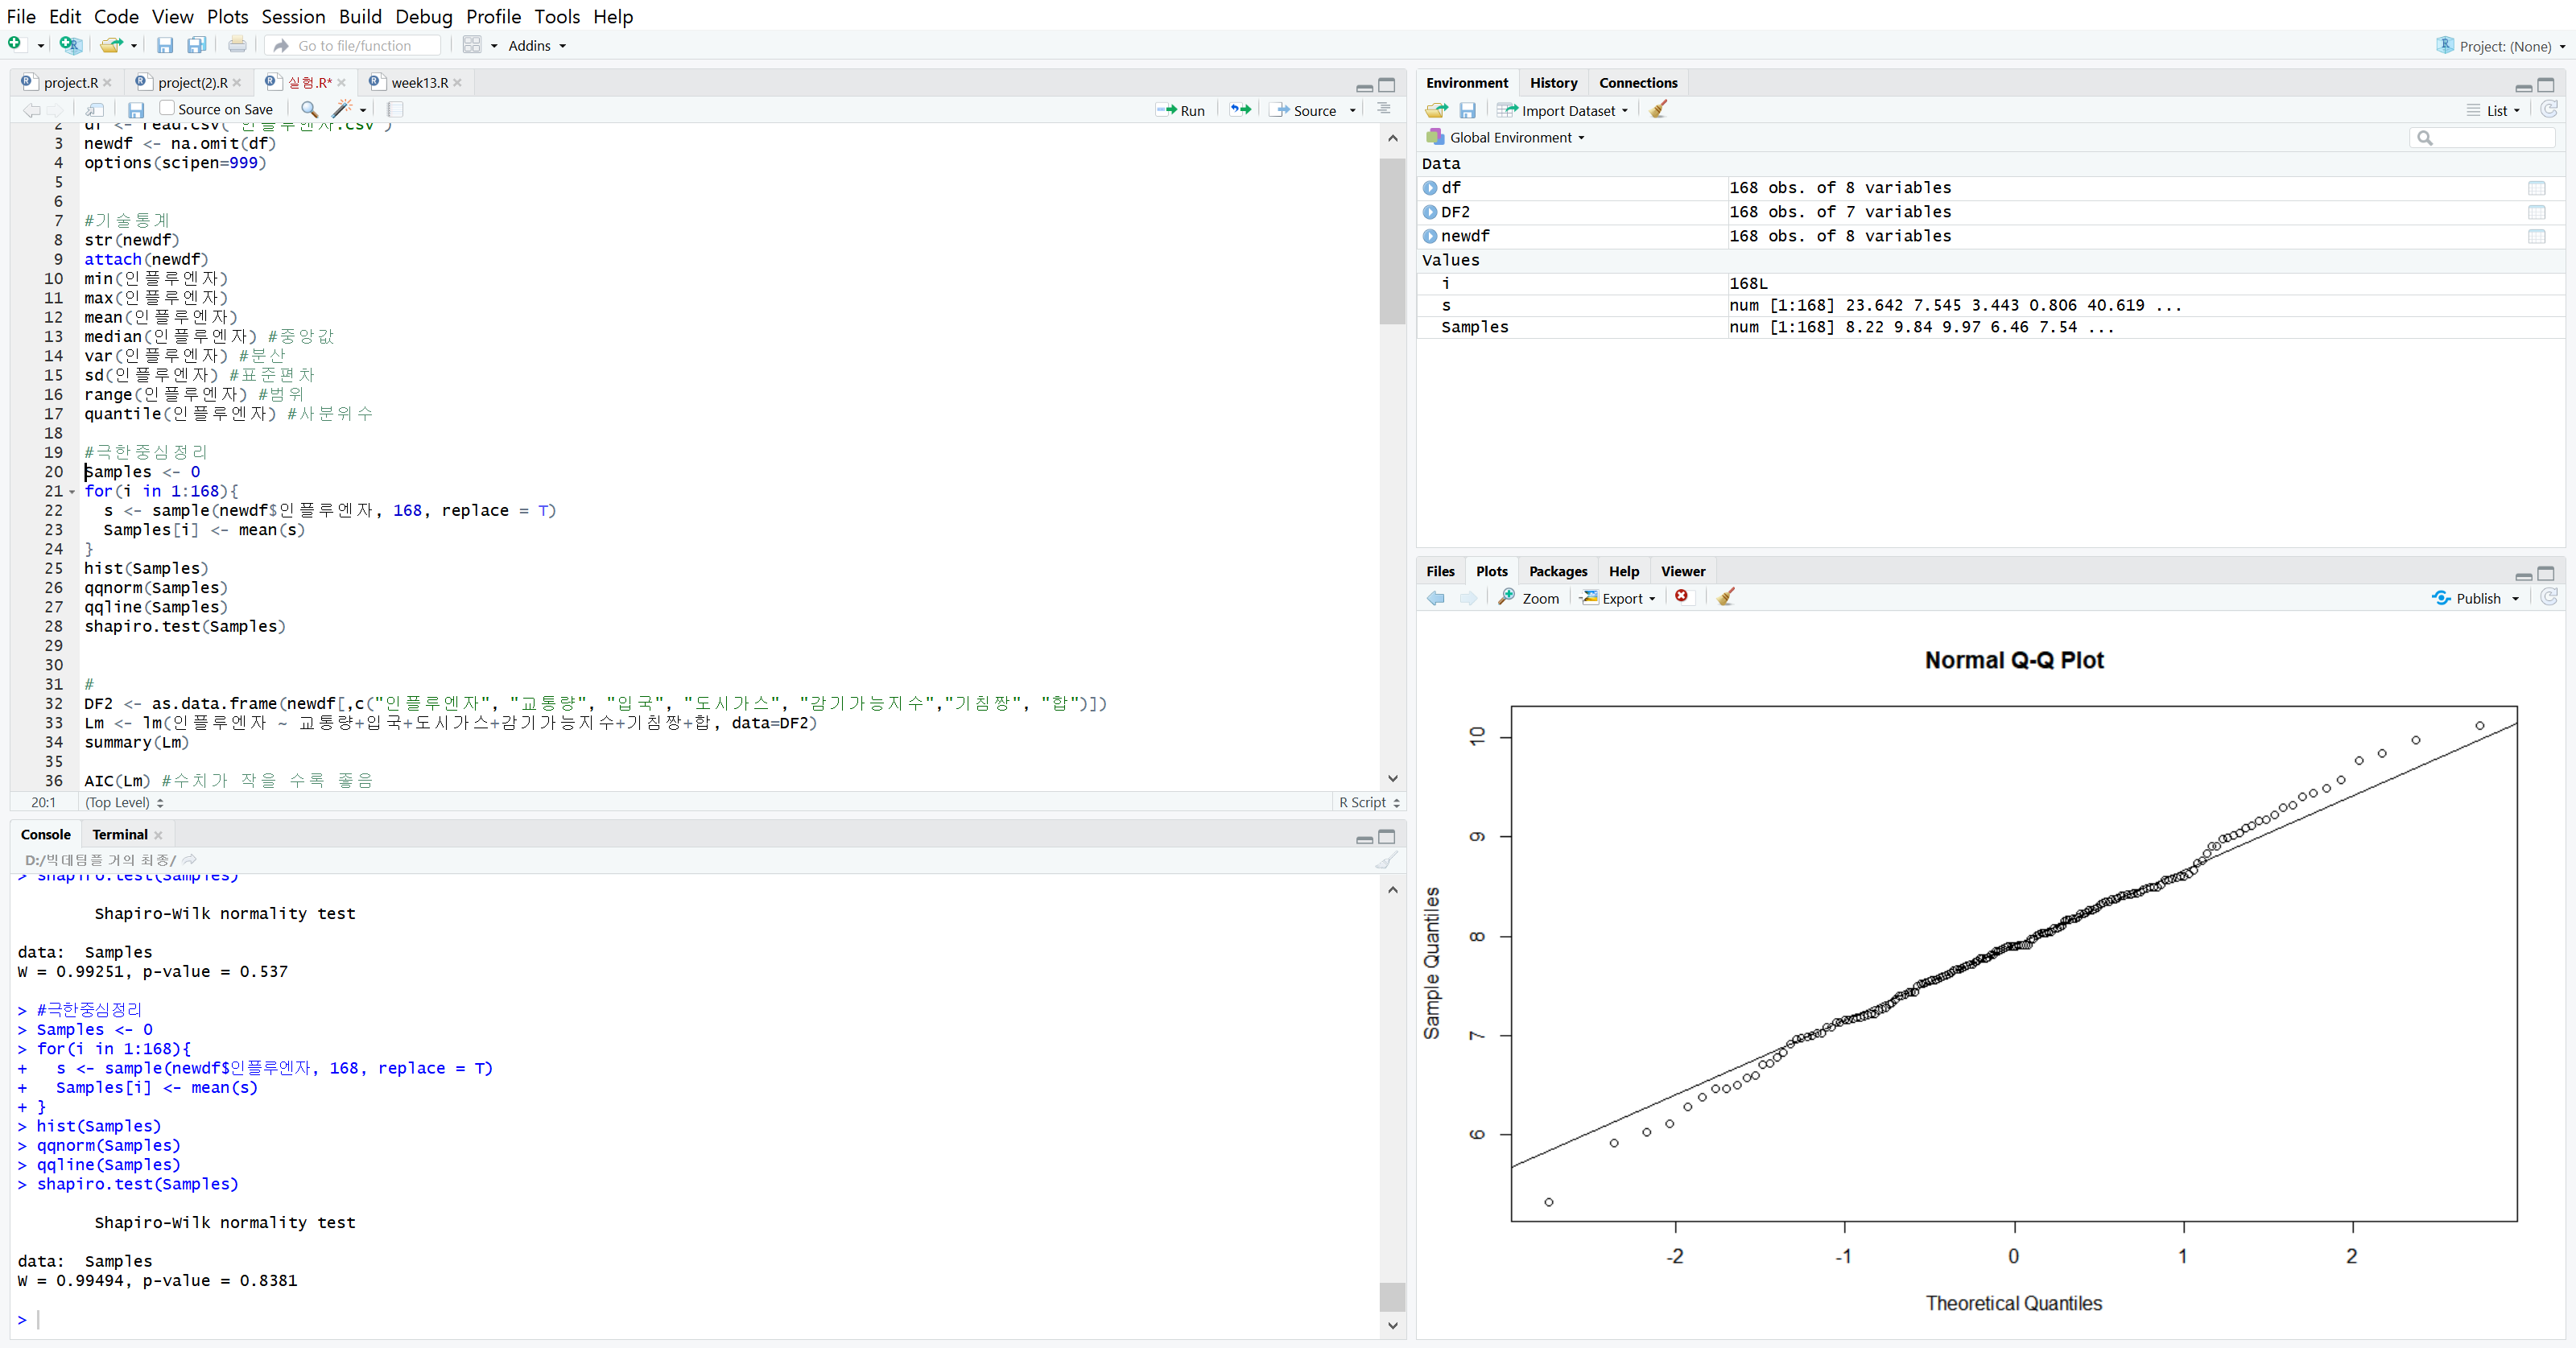 File Edit Code View Plots Session Build Debug Profile Tools Help
Go to file/function Addins Project: (None)
project.R project(2).R 실험.R* week13.R
Source on Save Run Source
2 df <- read.csv("인플루엔자.csv")
3 newdf <- na.omit(df)
4 options(scipen=999)
5
6
7 #기술통계
8 str(newdf)
9 attach(newdf)
10 min(인플루엔자)
11 max(인플루엔자)
12 mean(인플루엔자)
13 median(인플루엔자) #중앙값
14 var(인플루엔자) #분산
15 sd(인플루엔자) #표준편차
16 range(인플루엔자) #범위
17 quantile(인플루엔자) #사분위수
18
19 #극한중심정리
20 Samples <- 0
21 for(i in 1:168){
22 s <- sample(newdf$인플루엔자, 168, replace = T)
23 Samples[i] <- mean(s)
24 }
25 hist(Samples)
26 qqnorm(Samples)
27 qqline(Samples)
28 shapiro.test(Samples)
29
30
31 #
32 DF2 <- as.data.frame(newdf[,c("인플루엔자", "교통량", "입국", "도시가스", "감기가능지수","기침짱", "합")])
33 Lm <- lm(인플루엔자 ~ 교통량+입국+도시가스+감기가능지수+기침짱+합, data=DF2)
34 summary(Lm)
35
36 AIC(Lm) #수치가 작을 수록 좋음
20:1 (Top Level) R Script
Console Terminal
D:/빅데팀플 거의 최종/
> shapiro.test(Samples)
Shapiro-Wilk normality test
data: Samples
W = 0.99251, p-value = 0.537
> #극한중심정리
> Samples <- 0
> for(i in 1:168){
+ s <- sample(newdf$인플루엔자, 168, replace = T)
+ Samples[i] <- mean(s)
+ }
> hist(Samples)
> qqnorm(Samples)
> qqline(Samples)
> shapiro.test(Samples)
Shapiro-Wilk normality test
data: Samples
W = 0.99494, p-value = 0.8381
>
Environment History Connections
Import Dataset List
Global Environment
Data
df 168 obs. of 8 variables
DF2 168 obs. of 7 variables
newdf 168 obs. of 8 variables
Values
i 168L
s num [1:168] 23.642 7.545 3.443 0.806 40.619 ...
Samples num [1:168] 8.22 9.84 9.97 6.46 7.54 ...
Files Plots Packages Help Viewer
Zoom Export Publish
Normal Q-Q Plot
Sample Quantiles
10
9
8
7
6
-2 -1 0 1 2
Theoretical Quantiles